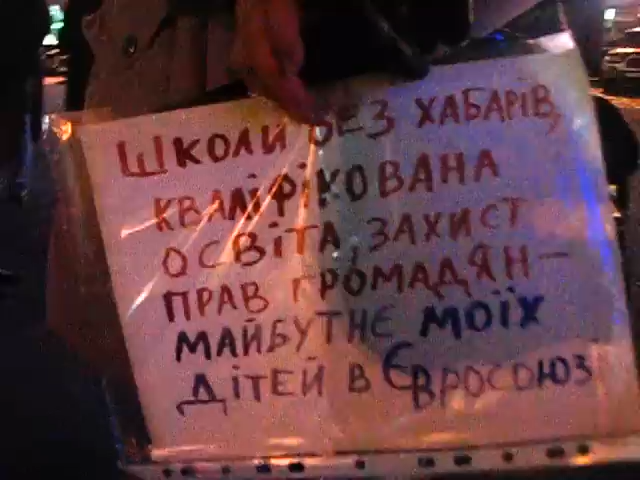 ШКОЛИ БЕЗ ХАБАРІВ,
КВАЛІФІКОВАНА
ОСВІТА, ЗАХИСТ
ПРАВ ГРОМАДЯН —
МАЙБУТНЄ МОЇХ
ДІТЕЙ В ЄВРОСОЮЗ